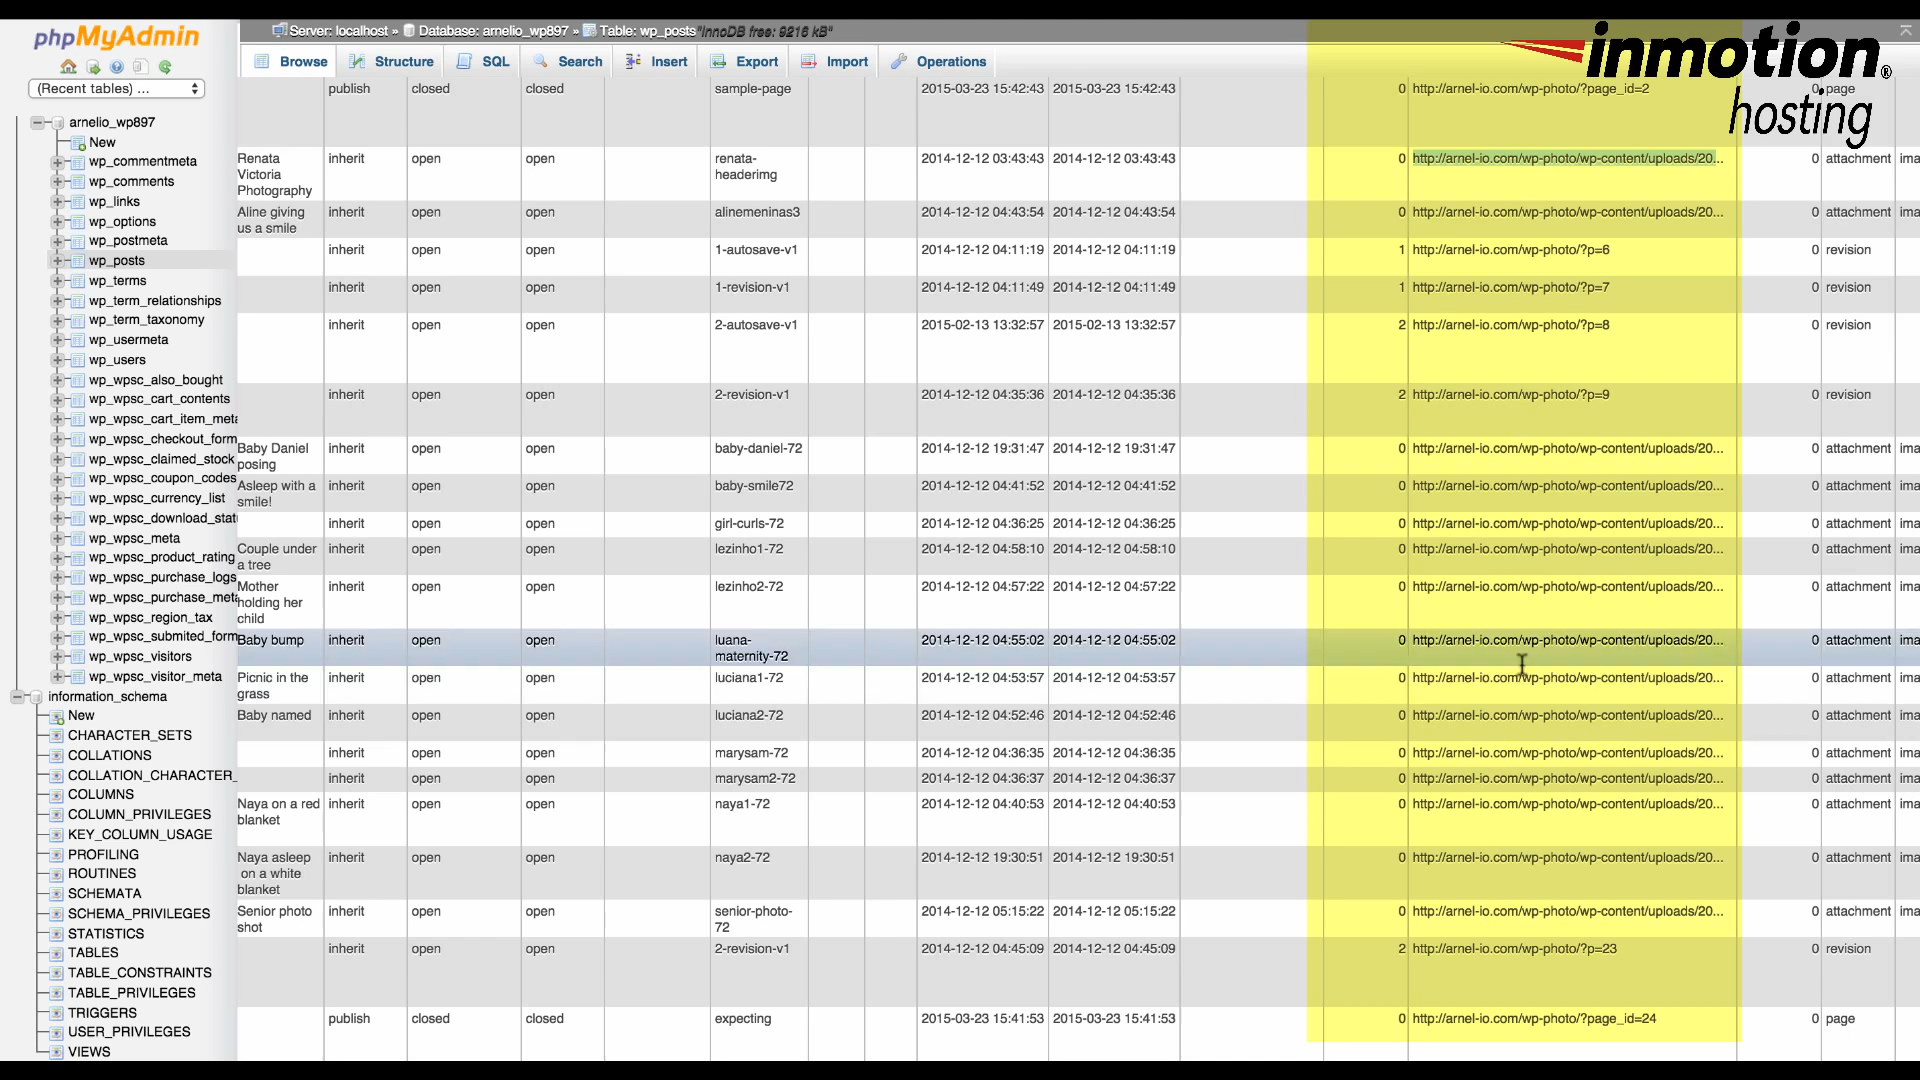 phpMyAdmin
(Recent tables) ...
arnelio_wp897
New
wp_commentmeta
wp_comments
wp_links
wp_options
wp_postmeta
wp_posts
wp_terms
wp_term_relationships
wp_term_taxonomy
wp_usermeta
wp_users
wp_wpsc_also_bought
wp_wpsc_cart_contents
wp_wpsc_cart_item_meta
wp_wpsc_checkout_form
wp_wpsc_claimed_stock
wp_wpsc_coupon_codes
wp_wpsc_currency_list
wp_wpsc_download_stat
wp_wpsc_meta
wp_wpsc_product_rating
wp_wpsc_purchase_logs
wp_wpsc_purchase_meta
wp_wpsc_region_tax
wp_wpsc_submited_form
wp_wpsc_visitors
wp_wpsc_visitor_meta
information_schema
New
CHARACTER_SETS
COLLATIONS
COLLATION_CHARACTER_
COLUMNS
COLUMN_PRIVILEGES
KEY_COLUMN_USAGE
PROFILING
ROUTINES
SCHEMATA
SCHEMA_PRIVILEGES
STATISTICS
TABLES
TABLE_CONSTRAINTS
TABLE_PRIVILEGES
TRIGGERS
USER_PRIVILEGES
VIEWS
Server: localhost » Database: arnelio_wp897 » Table: wp_posts "InnoDB free: 9216 kB"
Browse Structure SQL Search Insert Export Import Operations
inmotion®
hosting
publish closed closed sample-page 2015-03-23 15:42:43 2015-03-23 15:42:43 0 http://arnel-io.com/wp-photo/?page_id=2 0 page
Renata inherit open open renata- 2014-12-12 03:43:43 2014-12-12 03:43:43 0 http://arnel-io.com/wp-photo/wp-content/uploads/20... 0 attachment ima
Victoria headerimg
Photography
Aline giving inherit open open alinemeninas3 2014-12-12 04:43:54 2014-12-12 04:43:54 0 http://arnel-io.com/wp-photo/wp-content/uploads/20... 0 attachment ima
us a smile
inherit open open 1-autosave-v1 2014-12-12 04:11:19 2014-12-12 04:11:19 1 http://arnel-io.com/wp-photo/?p=6 0 revision
inherit open open 1-revision-v1 2014-12-12 04:11:49 2014-12-12 04:11:49 1 http://arnel-io.com/wp-photo/?p=7 0 revision
inherit open open 2-autosave-v1 2015-02-13 13:32:57 2015-02-13 13:32:57 2 http://arnel-io.com/wp-photo/?p=8 0 revision
inherit open open 2-revision-v1 2014-12-12 04:35:36 2014-12-12 04:35:36 2 http://arnel-io.com/wp-photo/?p=9 0 revision
Baby Daniel inherit open open baby-daniel-72 2014-12-12 19:31:47 2014-12-12 19:31:47 0 http://arnel-io.com/wp-photo/wp-content/uploads/20... 0 attachment ima
posing
Asleep with a inherit open open baby-smile72 2014-12-12 04:41:52 2014-12-12 04:41:52 0 http://arnel-io.com/wp-photo/wp-content/uploads/20... 0 attachment ima
smile!
inherit open open girl-curls-72 2014-12-12 04:36:25 2014-12-12 04:36:25 0 http://arnel-io.com/wp-photo/wp-content/uploads/20... 0 attachment ima
Couple under inherit open open lezinho1-72 2014-12-12 04:58:10 2014-12-12 04:58:10 0 http://arnel-io.com/wp-photo/wp-content/uploads/20... 0 attachment ima
a tree
Mother inherit open open lezinho2-72 2014-12-12 04:57:22 2014-12-12 04:57:22 0 http://arnel-io.com/wp-photo/wp-content/uploads/20... 0 attachment ima
holding her
child
Baby bump inherit open open luana- 2014-12-12 04:55:02 2014-12-12 04:55:02 0 http://arnel-io.com/wp-photo/wp-content/uploads/20... 0 attachment ima
maternity-72
Picnic in the inherit open open luciana1-72 2014-12-12 04:53:57 2014-12-12 04:53:57 0 http://arnel-io.com/wp-photo/wp-content/uploads/20... 0 attachment ima
grass
Baby named inherit open open luciana2-72 2014-12-12 04:52:46 2014-12-12 04:52:46 0 http://arnel-io.com/wp-photo/wp-content/uploads/20... 0 attachment ima
inherit open open marysam-72 2014-12-12 04:36:35 2014-12-12 04:36:35 0 http://arnel-io.com/wp-photo/wp-content/uploads/20... 0 attachment ima
inherit open open marysam2-72 2014-12-12 04:36:37 2014-12-12 04:36:37 0 http://arnel-io.com/wp-photo/wp-content/uploads/20... 0 attachment ima
Naya on a red inherit open open naya1-72 2014-12-12 04:40:53 2014-12-12 04:40:53 0 http://arnel-io.com/wp-photo/wp-content/uploads/20... 0 attachment ima
blanket
Naya asleep inherit open open naya2-72 2014-12-12 19:30:51 2014-12-12 19:30:51 0 http://arnel-io.com/wp-photo/wp-content/uploads/20... 0 attachment ima
on a white
blanket
Senior photo inherit open open senior-photo- 2014-12-12 05:15:22 2014-12-12 05:15:22 0 http://arnel-io.com/wp-photo/wp-content/uploads/20... 0 attachment ima
shot 72
inherit open open 2-revision-v1 2014-12-12 04:45:09 2014-12-12 04:45:09 2 http://arnel-io.com/wp-photo/?p=23 0 revision
publish closed closed expecting 2015-03-23 15:41:53 2015-03-23 15:41:53 0 http://arnel-io.com/wp-photo/?page_id=24 0 page